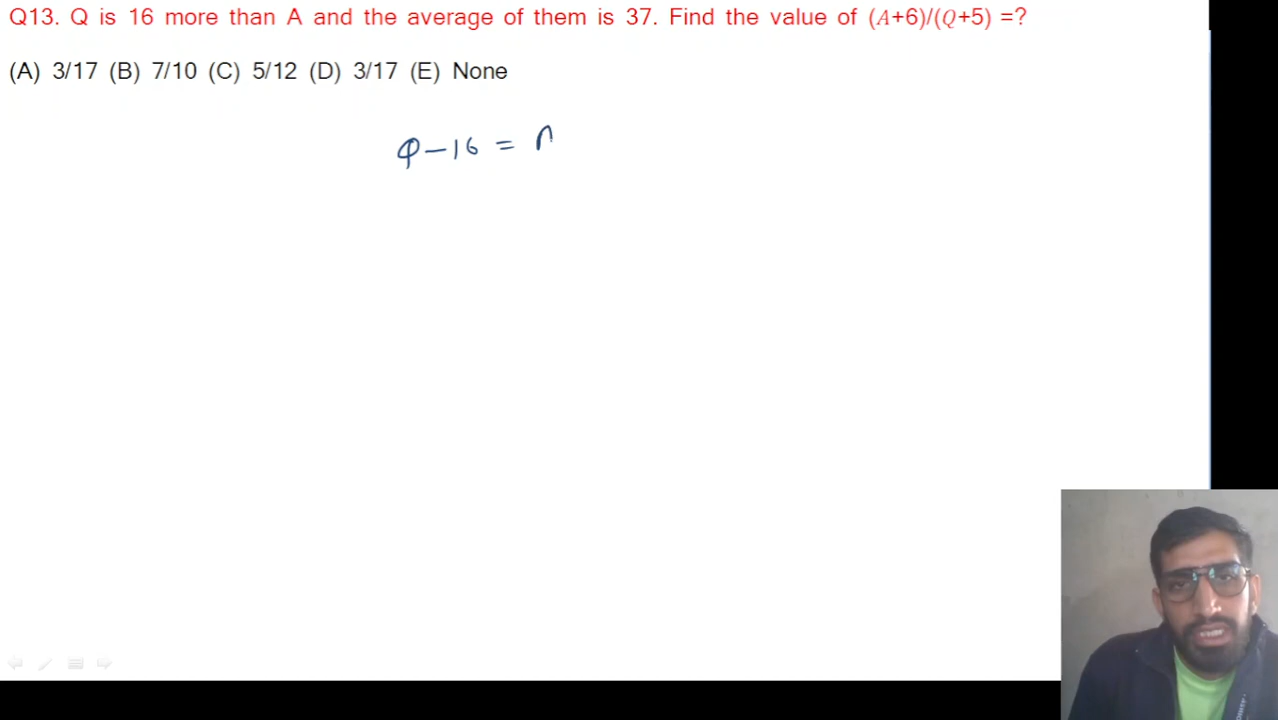 Q13. Q is 16 more than A and the average of them is 37. Find the value of (A+6)/(Q+5) =?
(A) 3/17 (B) 7/10 (C) 5/12 (D) 3/17 (E) None
Q-16 =